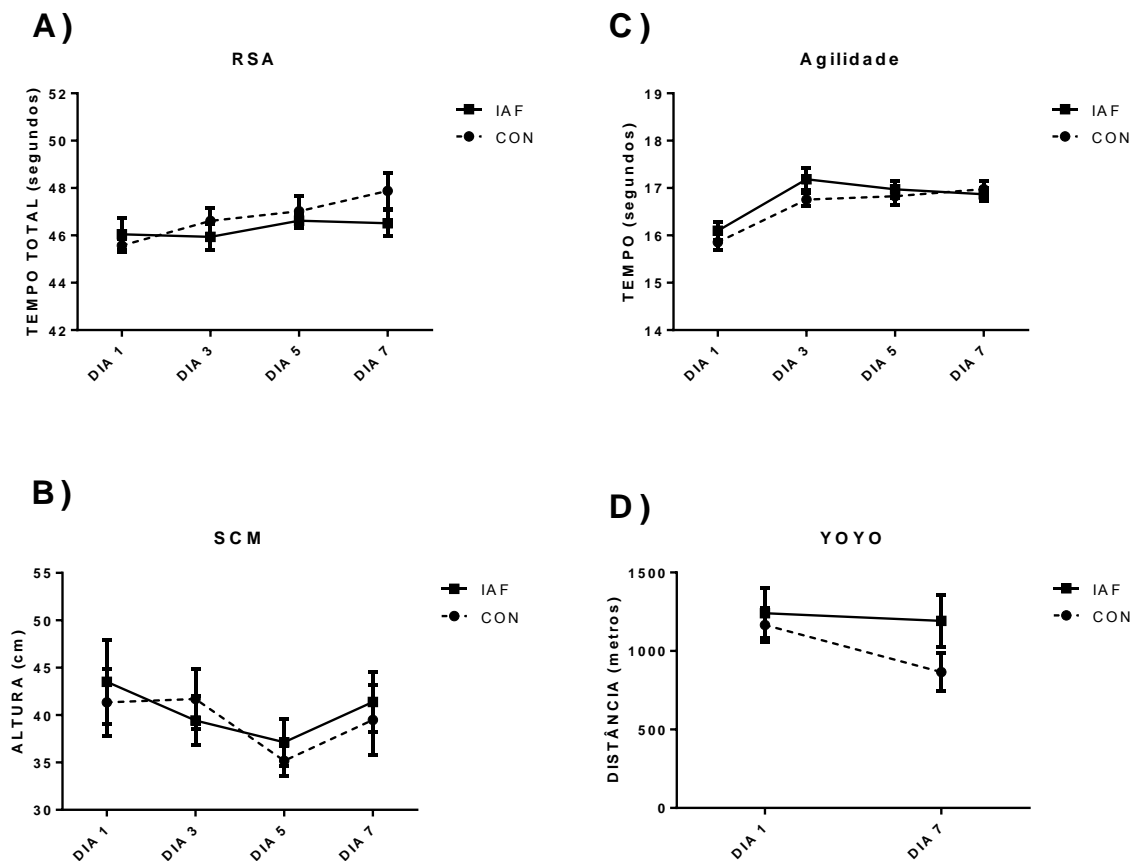 A)
RSA
TEMPO TOTAL (segundos)
52
50
48
46
44
42
DIA 1
DIA 3
DIA 5
DIA 7
IAF
CON
C)
Agilidade
TEMPO (segundos)
19
18
17
16
15
14
DIA 1
DIA 3
DIA 5
DIA 7
IAF
CON
B)
SCM
ALTURA (cm)
55
50
45
40
35
30
DIA 1
DIA 3
DIA 5
DIA 7
IAF
CON
D)
YOYO
DISTÂNCIA (metros)
1500
1000
500
0
DIA 1
DIA 7
IAF
CON